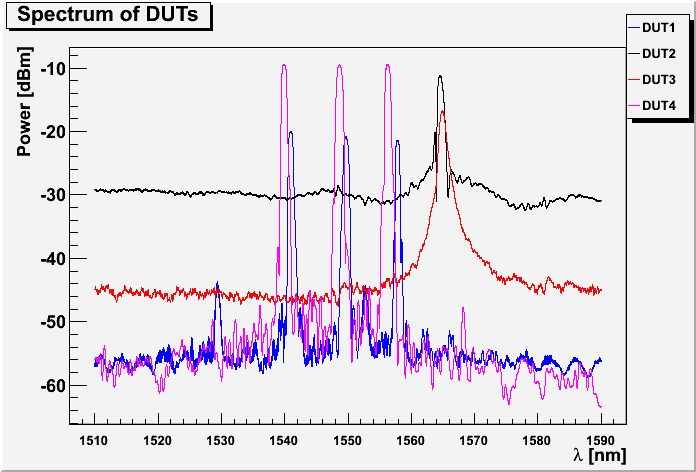 Spectrum of DUTs
DUT1
DUT2
DUT3
DUT4
Power [dBm]
-10
-20
-30
-40
-50
-60
1510 1520 1530 1540 1550 1560 1570 1580 1590
λ [nm]